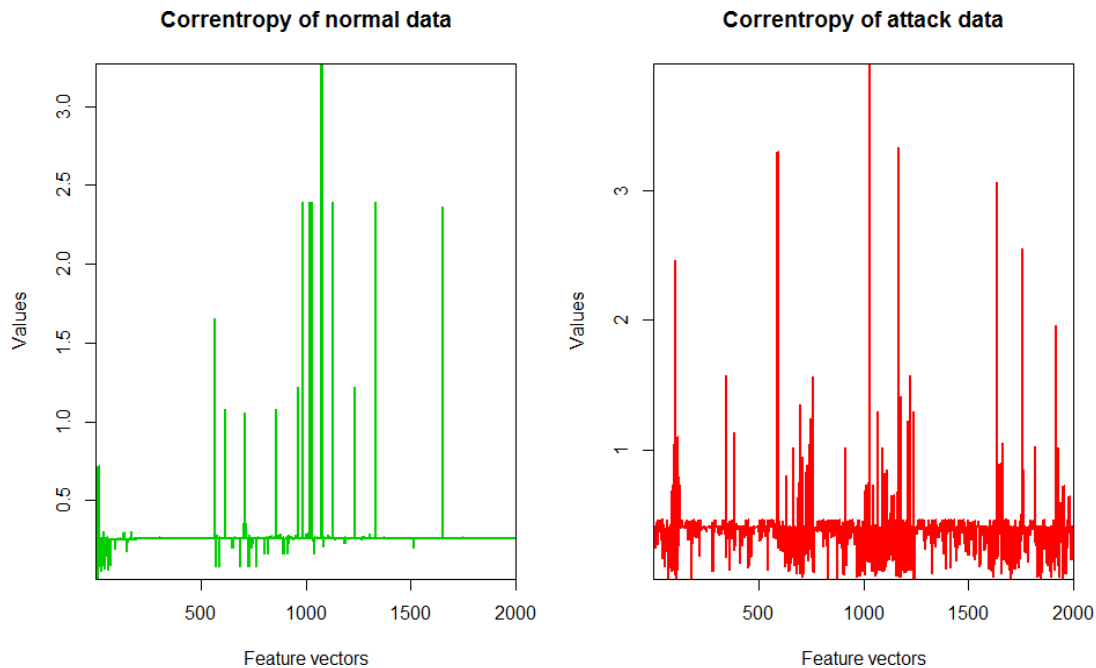 Correntropy of normal data
Values
3.0
2.5
2.0
1.5
1.0
0.5
500
1000
1500
2000
Feature vectors
Correntropy of attack data
Values
3
2
1
500
1000
1500
2000
Feature vectors